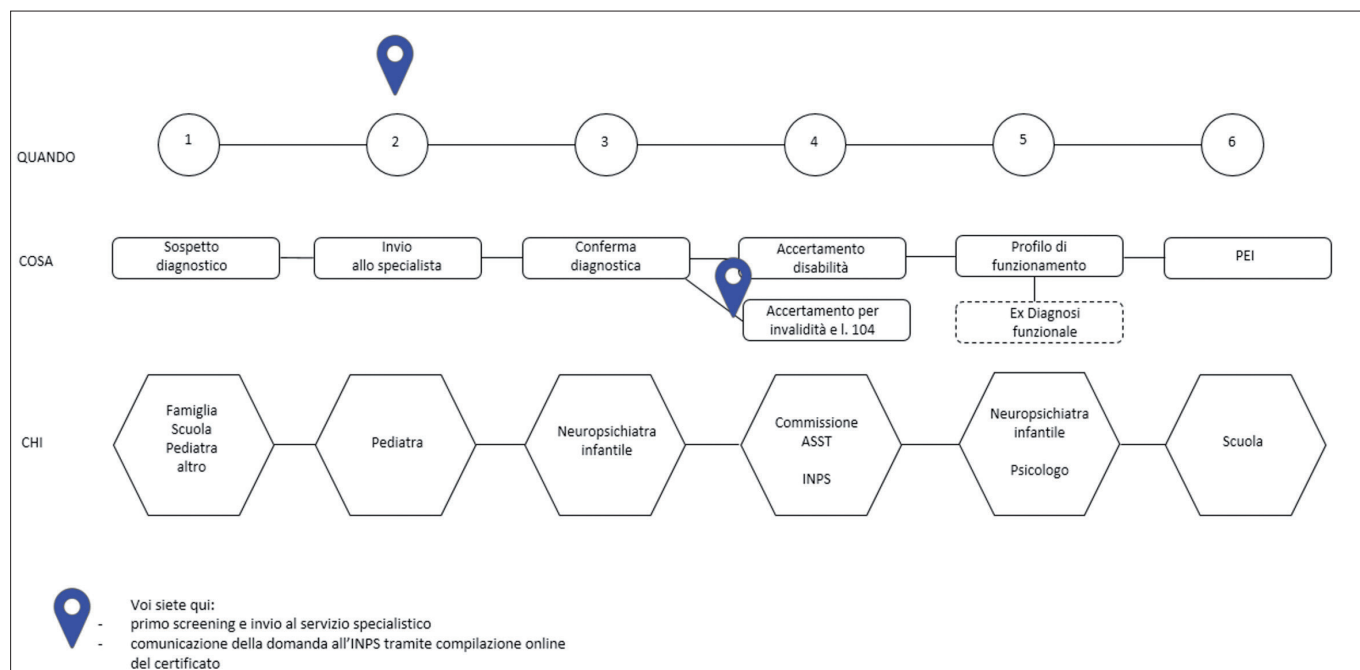 QUANDO
1
2
3
4
5
6
COSA
Sospetto
diagnostico
Invio
allo specialista
Conferma
diagnostica
Accertamento
disabilità
Profilo di
funzionamento
PEI
Accertamento per
invalidità e l. 104
Ex Diagnosi
funzionale
CHI
Famiglia
Scuola
Pediatra
altro
Pediatra
Neuropsichiatra
infantile
Commissione
ASST
INPS
Neuropsichiatra
infantile
Psicologo
Scuola
Voi siete qui:
- primo screening e invio al servizio specialistico
- comunicazione della domanda all'INPS tramite compilazione online
del certificato